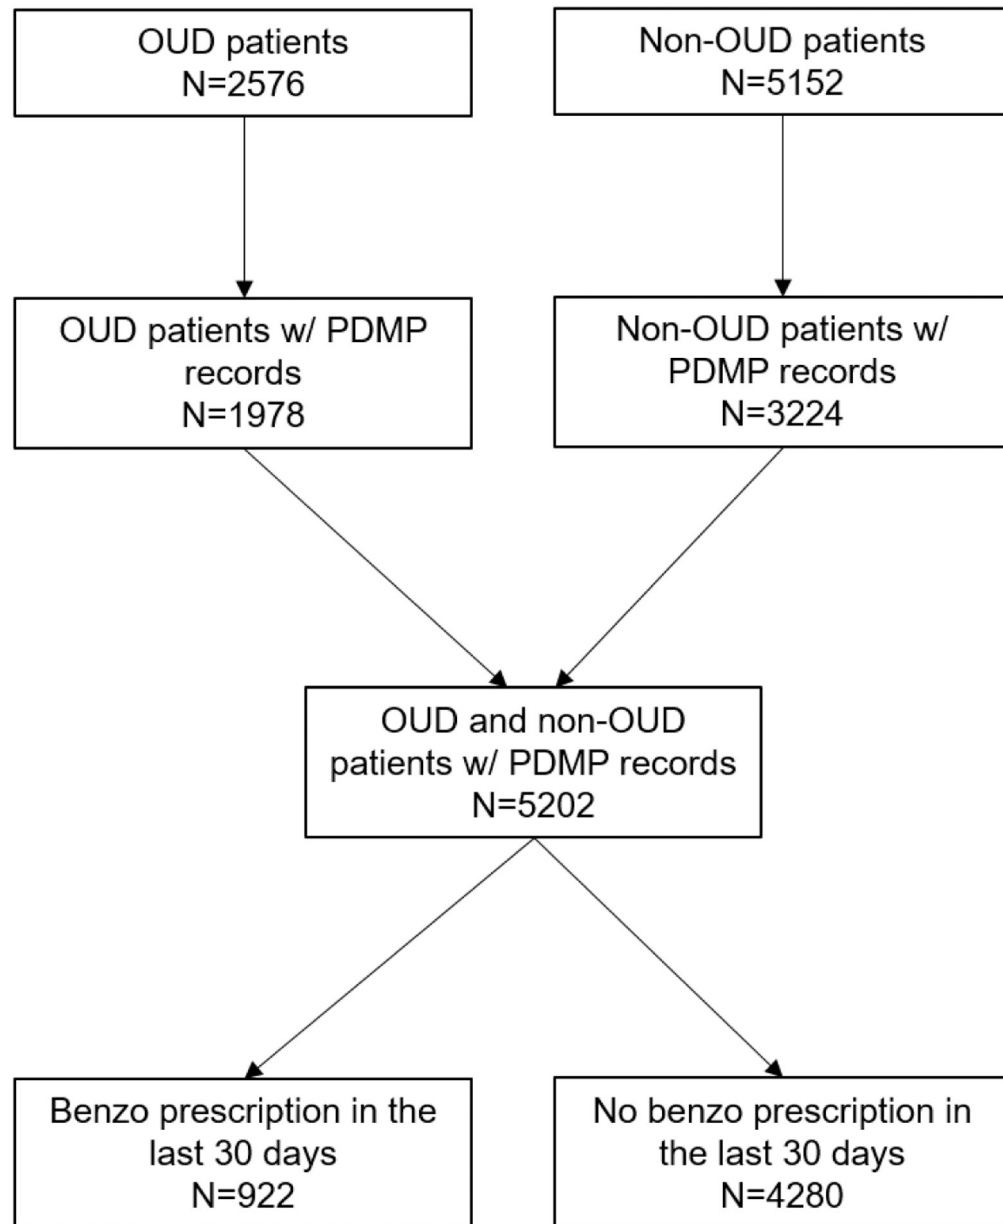 OUD patients
N=2576
Non-OUD patients
N=5152
OUD patients w/ PDMP
records
N=1978
Non-OUD patients w/
PDMP records
N=3224
OUD and non-OUD
patients w/ PDMP records
N=5202
Benzo prescription in the
last 30 days
N=922
No benzo prescription in
the last 30 days
N=4280